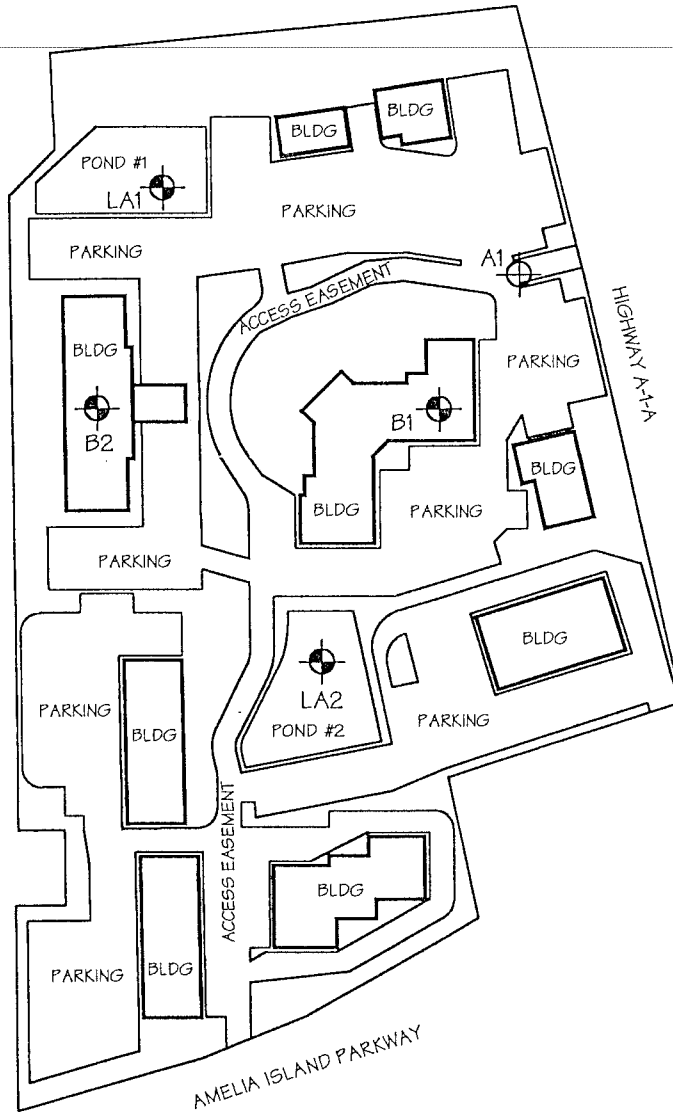 BLDG
BLDG
POND #1
LA1
PARKING
PARKING
A1
ACCESS EASEMENT
HIGHWAY A-1-A
BLDG
PARKING
B2
B1
BLDG
BLDG
PARKING
PARKING
BLDG
LA2
PARKING
BLDG
POND #2
PARKING
ACCESS EASEMENT
BLDG
PARKING
BLDG
AMELIA ISLAND PARKWAY